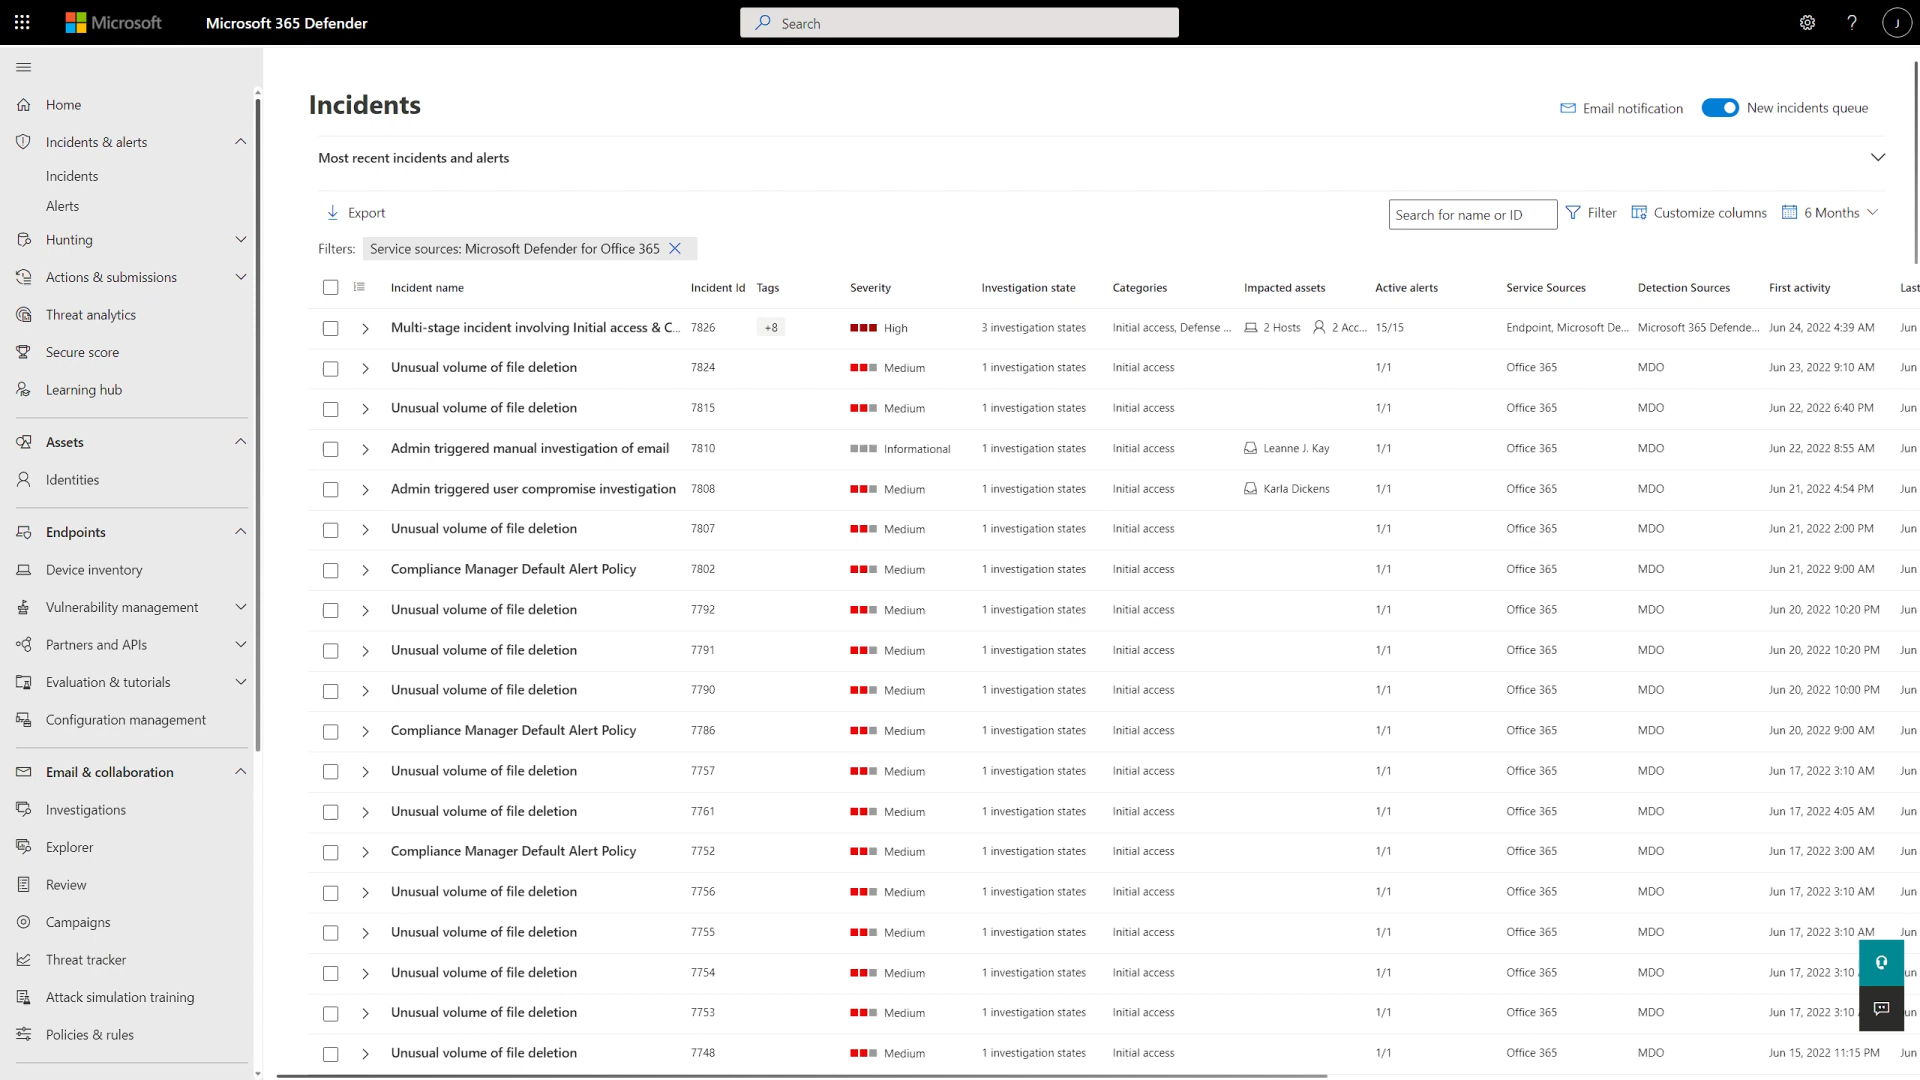 Microsoft Microsoft 365 Defender Search J
Home
Incidents & alerts
Incidents
Alerts
Hunting
Actions & submissions
Threat analytics
Secure score
Learning hub
Assets
Identities
Endpoints
Device inventory
Vulnerability management
Partners and APIs
Evaluation & tutorials
Configuration management
Email & collaboration
Investigations
Explorer
Review
Campaigns
Threat tracker
Attack simulation training
Policies & rules
Incidents
Email notification New incidents queue
Most recent incidents and alerts
Export Search for name or ID Filter Customize columns 6 Months
Filters: Service sources: Microsoft Defender for Office 365
Incident name Incident Id Tags Severity Investigation state Categories Impacted assets Active alerts Service Sources Detection Sources First activity Last
Multi-stage incident involving Initial access & C... 7826 +8 High 3 investigation states Initial access, Defense ... 2 Hosts 2 Acc... 15/15 Endpoint, Microsoft De... Microsoft 365 Defende... Jun 24, 2022 4:39 AM Jun
Unusual volume of file deletion 7824 Medium 1 investigation states Initial access 1/1 Office 365 MDO Jun 23, 2022 9:10 AM Jun
Unusual volume of file deletion 7815 Medium 1 investigation states Initial access 1/1 Office 365 MDO Jun 22, 2022 6:40 PM Jun
Admin triggered manual investigation of email 7810 Informational 1 investigation states Initial access Leanne J. Kay 1/1 Office 365 MDO Jun 22, 2022 8:55 AM Jun
Admin triggered user compromise investigation 7808 Medium 1 investigation states Initial access Karla Dickens 1/1 Office 365 MDO Jun 21, 2022 4:54 PM Jun
Unusual volume of file deletion 7807 Medium 1 investigation states Initial access 1/1 Office 365 MDO Jun 21, 2022 2:00 PM Jun
Compliance Manager Default Alert Policy 7802 Medium 1 investigation states Initial access 1/1 Office 365 MDO Jun 21, 2022 9:00 AM Jun
Unusual volume of file deletion 7792 Medium 1 investigation states Initial access 1/1 Office 365 MDO Jun 20, 2022 10:20 PM Jun
Unusual volume of file deletion 7791 Medium 1 investigation states Initial access 1/1 Office 365 MDO Jun 20, 2022 10:20 PM Jun
Unusual volume of file deletion 7790 Medium 1 investigation states Initial access 1/1 Office 365 MDO Jun 20, 2022 10:00 PM Jun
Compliance Manager Default Alert Policy 7786 Medium 1 investigation states Initial access 1/1 Office 365 MDO Jun 20, 2022 9:00 AM Jun
Unusual volume of file deletion 7757 Medium 1 investigation states Initial access 1/1 Office 365 MDO Jun 17, 2022 3:10 AM Jun
Unusual volume of file deletion 7761 Medium 1 investigation states Initial access 1/1 Office 365 MDO Jun 17, 2022 4:05 AM Jun
Compliance Manager Default Alert Policy 7752 Medium 1 investigation states Initial access 1/1 Office 365 MDO Jun 17, 2022 3:00 AM Jun
Unusual volume of file deletion 7756 Medium 1 investigation states Initial access 1/1 Office 365 MDO Jun 17, 2022 3:10 AM Jun
Unusual volume of file deletion 7755 Medium 1 investigation states Initial access 1/1 Office 365 MDO Jun 17, 2022 3:10 AM Jun
Unusual volume of file deletion 7754 Medium 1 investigation states Initial access 1/1 Office 365 MDO Jun 17, 2022 3:10
Unusual volume of file deletion 7753 Medium 1 investigation states Initial access 1/1 Office 365 MDO Jun 17, 2022 3:10
Unusual volume of file deletion 7748 Medium 1 investigation states Initial access 1/1 Office 365 MDO Jun 15, 2022 11:15 PM Jun